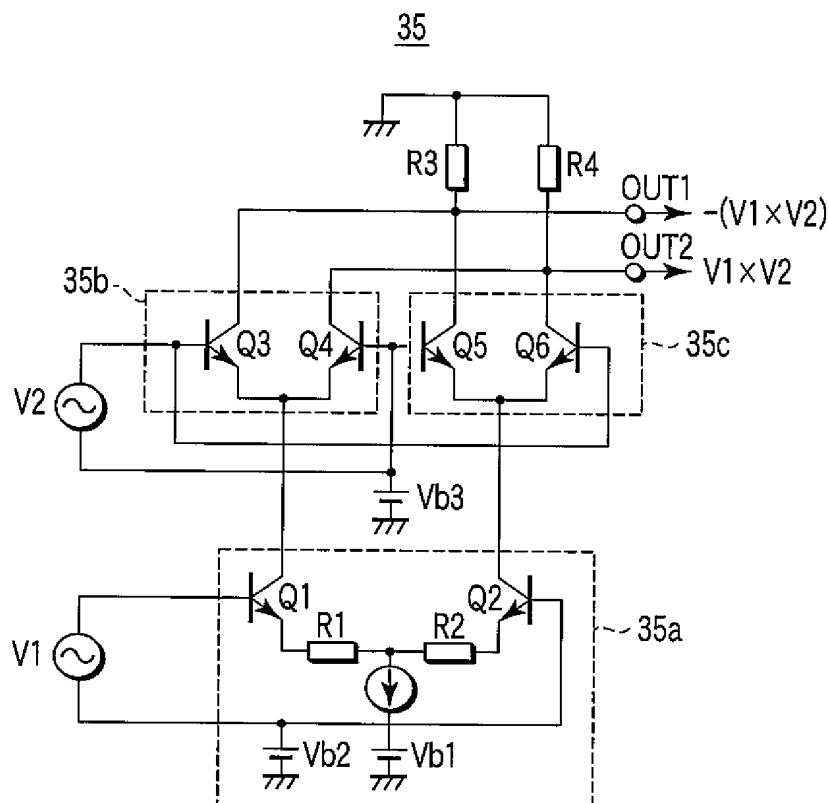 35
R3
R4
OUT1
-(V1×V2)
OUT2
V1×V2
35b
Q3
Q4
Q5
Q6
35c
V2
Vb3
Q1
Q2
R1
R2
35a
V1
Vb2
Vb1